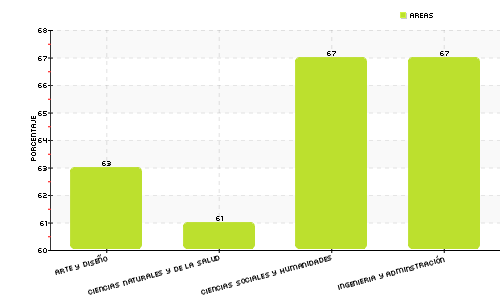 AREAS
PORCENTAJE
68
67
66
65
64
63
62
61
60
63
61
67
67
ARTE Y DISEÑO
CIENCIAS NATURALES Y DE LA SALUD
CIENCIAS SOCIALES Y HUMANIDADES
INGENIERIA Y ADMINSTRACIÓN